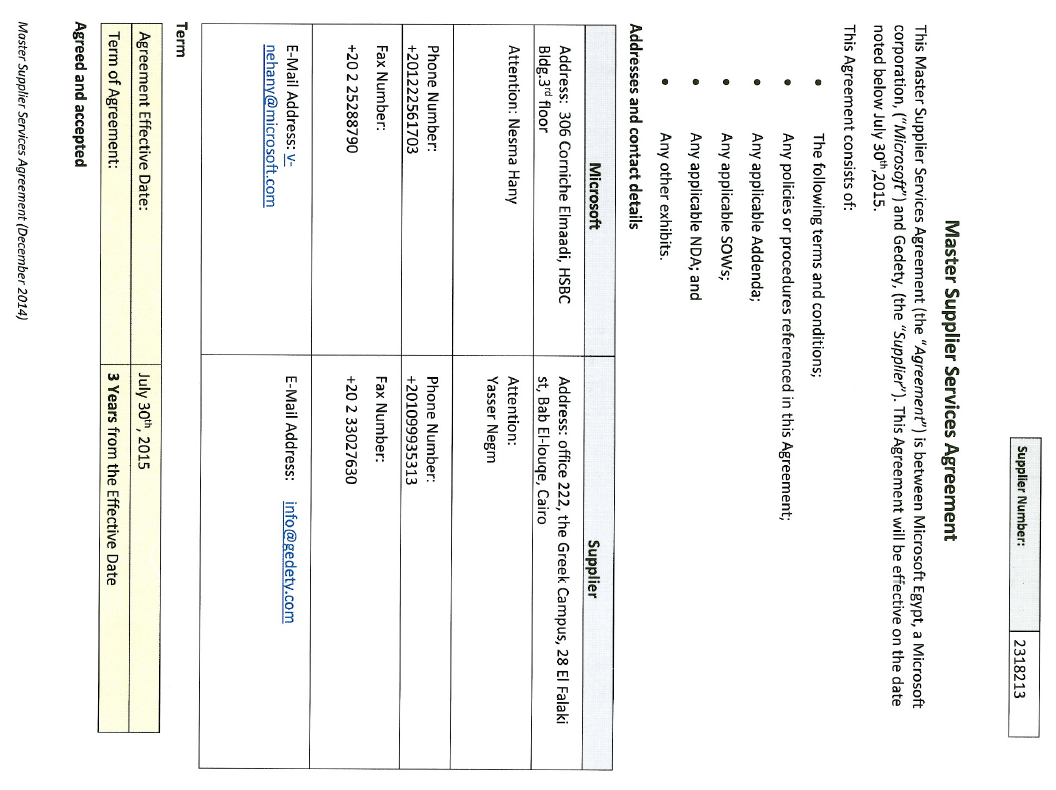 Supplier Number: 2318213
Master Supplier Services Agreement
This Master Supplier Services Agreement (the “Agreement”) is between Microsoft Egypt, a Microsoft
corporation, (“Microsoft”) and Gedety, (the “Supplier”). This Agreement will be effective on the date
noted below July 30th,2015.
This Agreement consists of:
• The following terms and conditions;
• Any policies or procedures referenced in this Agreement;
• Any applicable Addenda;
• Any applicable SOWs;
• Any applicable NDA; and
• Any other exhibits.
Addresses and contact details
Microsoft
Supplier
Address: 306 Corniche Elmaadi, HSBC
Bldg.3rd floor
Address: office 222, the Greek Campus, 28 El Falaki
st, Bab El-louqe, Cairo
Attention: Nesma Hany
Attention:
Yasser Negm
Phone Number:
+201222561703
Phone Number:
+201099935313
Fax Number:
+20 2 25288790
Fax Number:
+20 2 33027630
E-Mail Address: v-
nehany@microsoft.com
E-Mail Address: info@gedety.com
Term
Agreement Effective Date: July 30th, 2015
Term of Agreement: 3 Years from the Effective Date
Agreed and accepted
Master Supplier Services Agreement (December 2014)